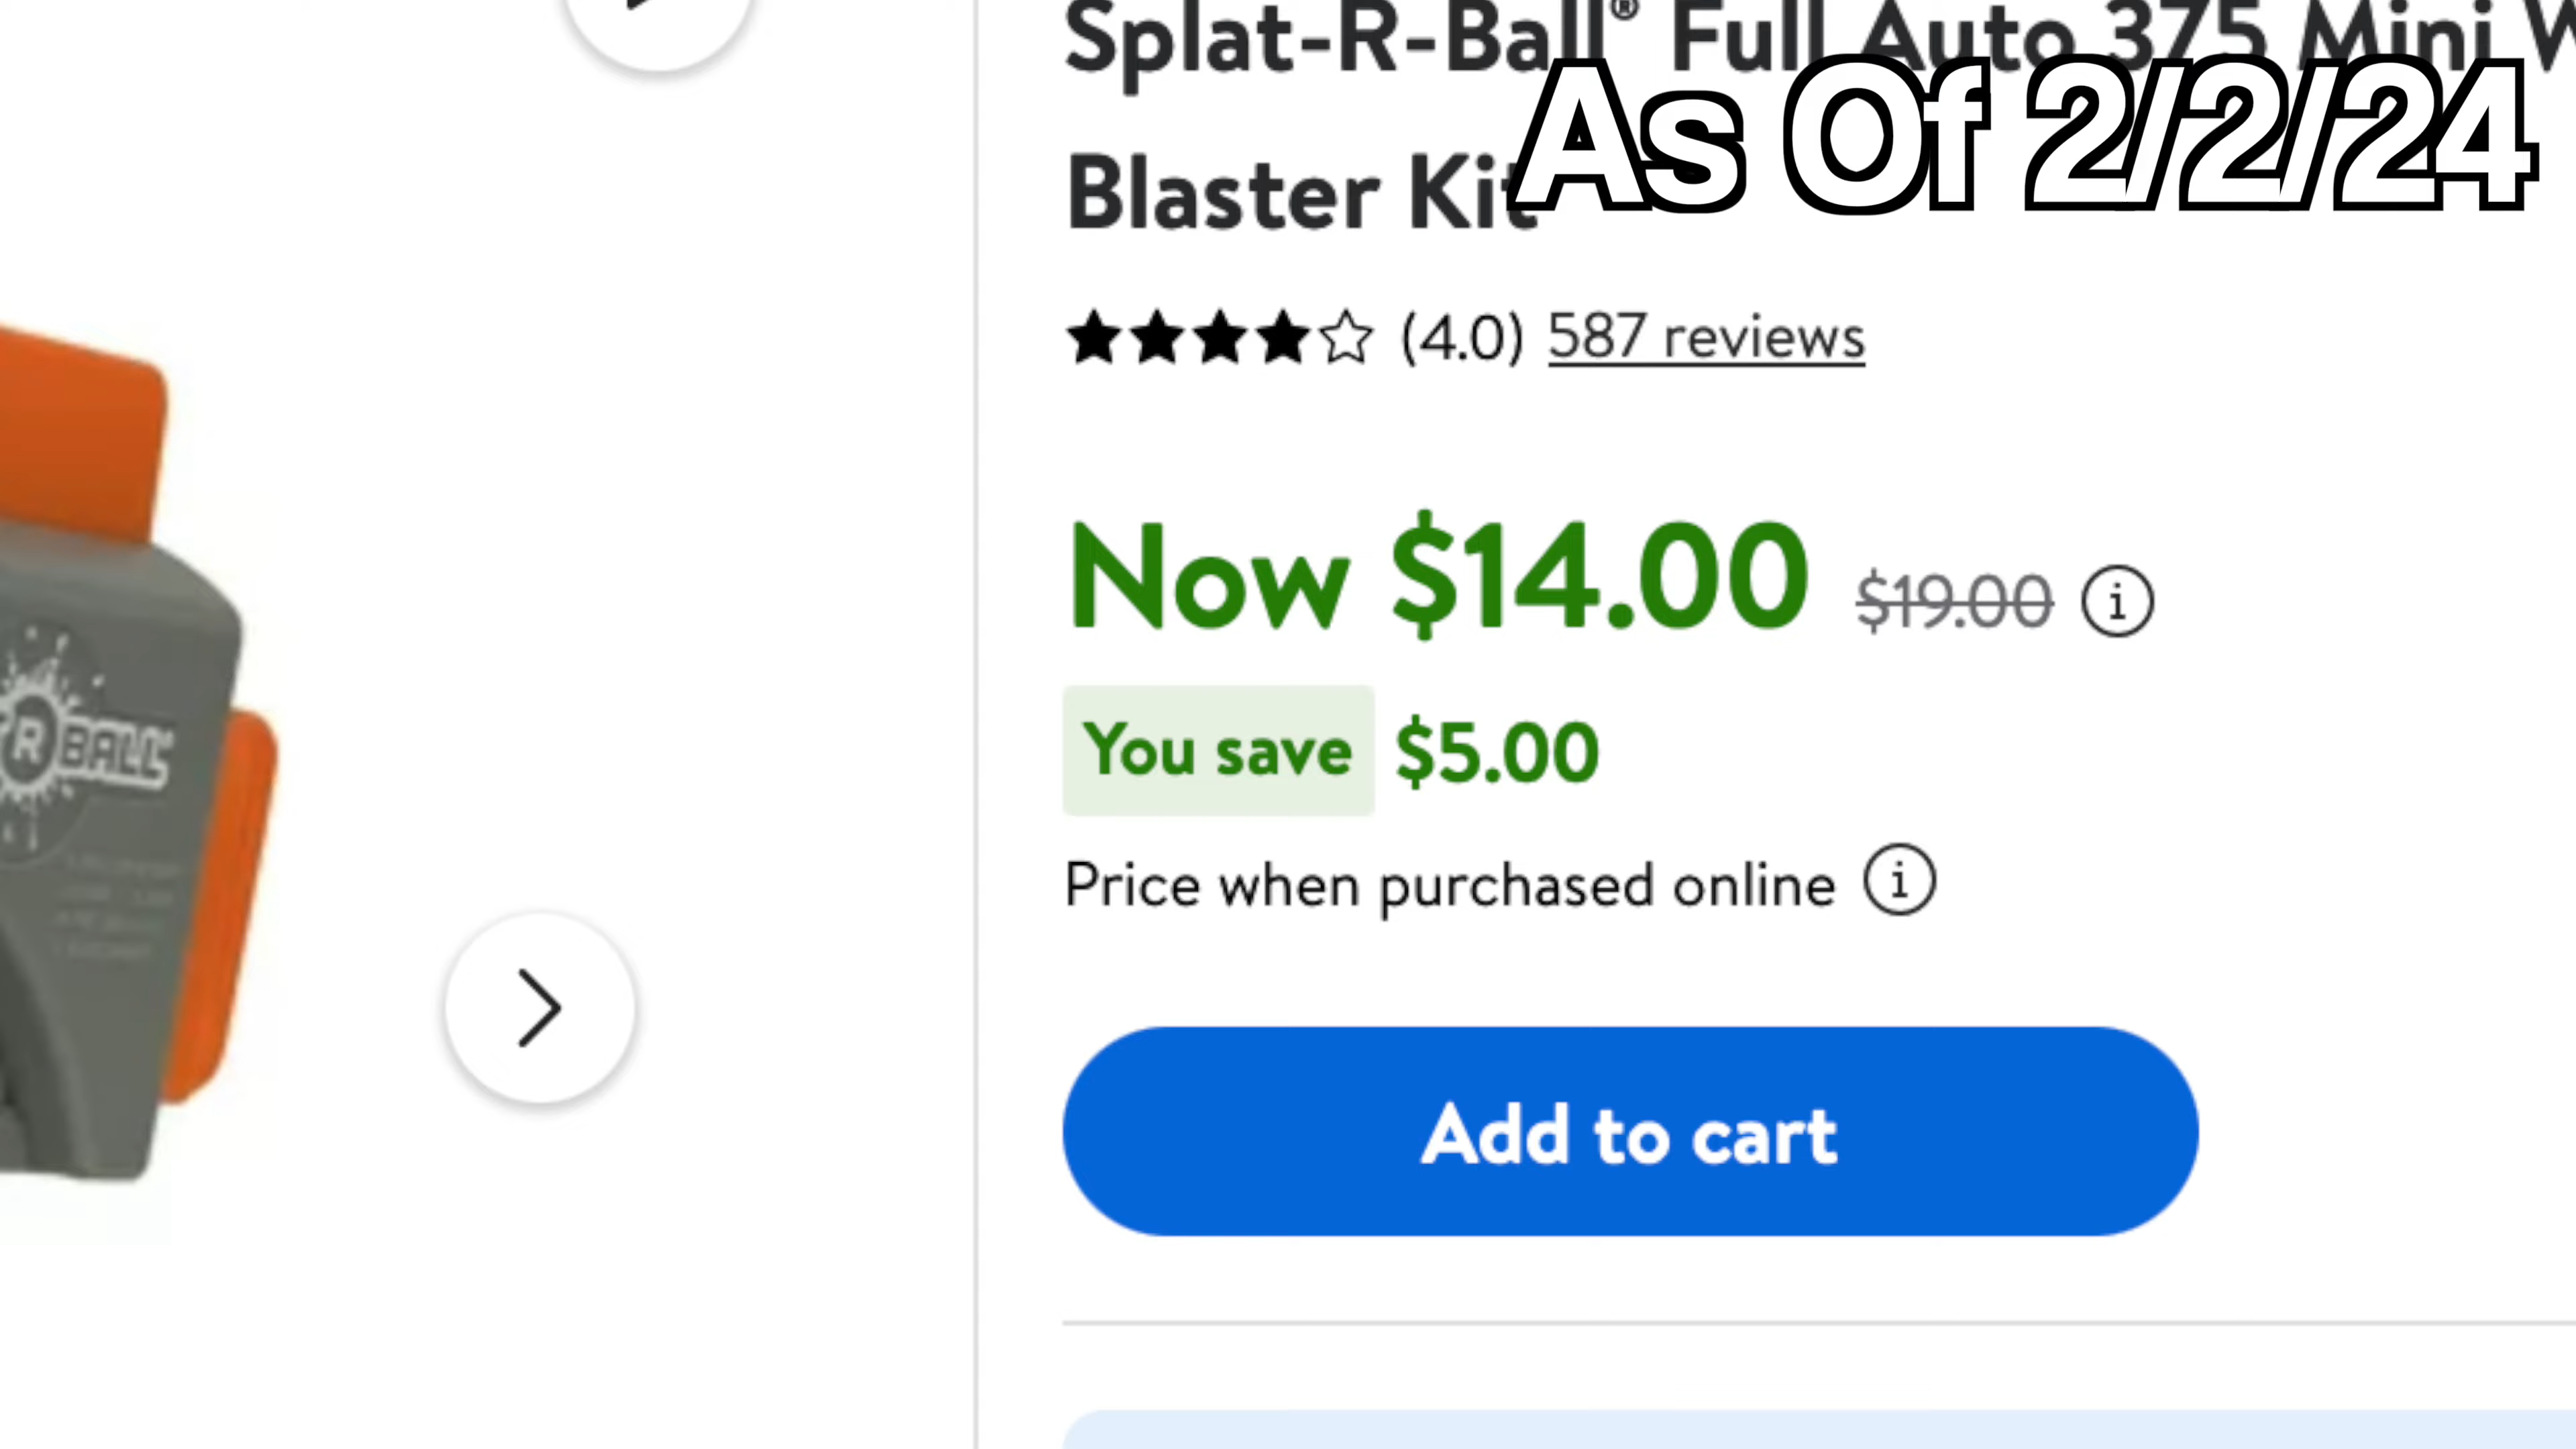 Splat-R-Ball® Full Auto 375 Mini
As Of 2/2/24
Blaster Kit
(4.0) 587 reviews
Now $14.00 $19.00
You save $5.00
R BALL
Price when purchased online
Add to cart